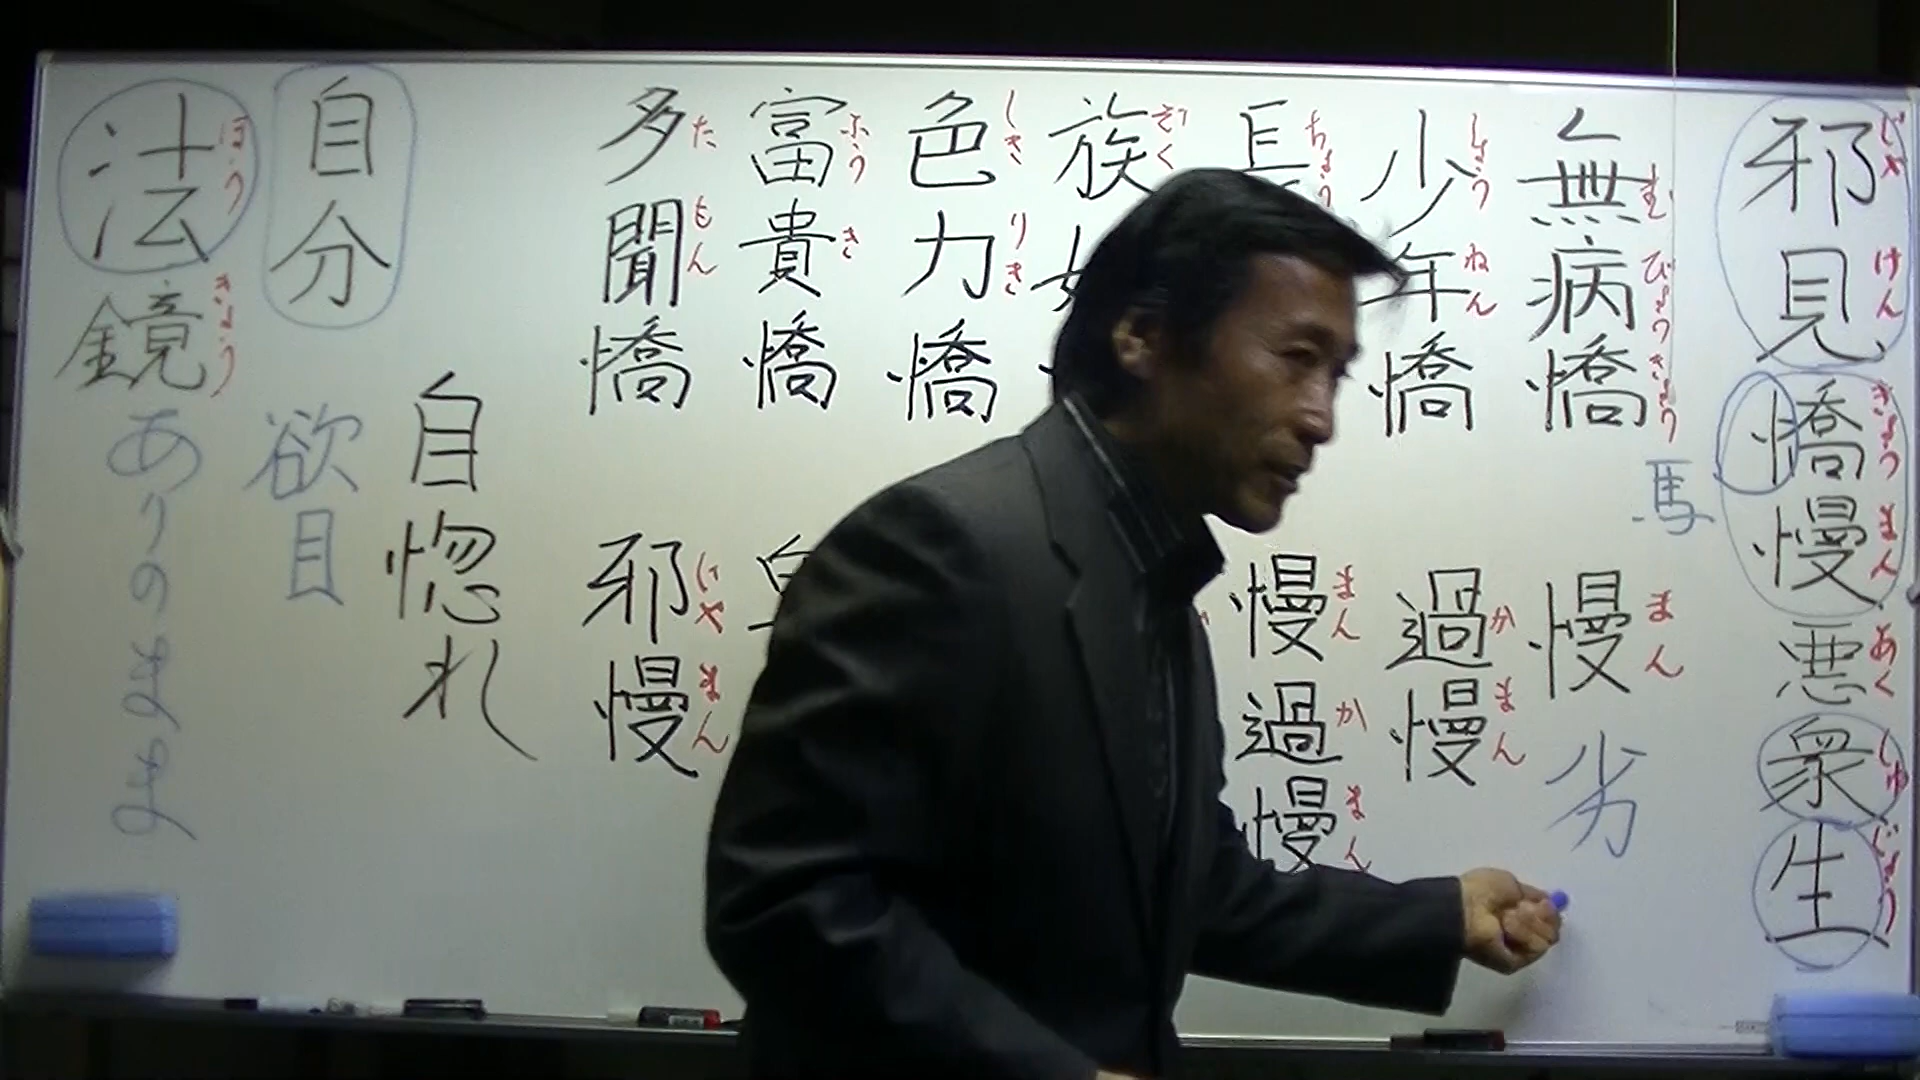 邪見憍慢悪衆生
じゃけんきょうまんあくしゅじょう
無病憍
むびょうきょう
馬
少年憍
しょうねん
長
ちょう
族
ぞく
色力憍
しきりき
富貴憍
ふうき
多聞憍
たもん
慢
まん
劣
過慢
かまん
慢過慢
まんかまん
邪慢
じゃまん
自惚れ
自分
欲目
法鏡
ほうきょう
ありのまま